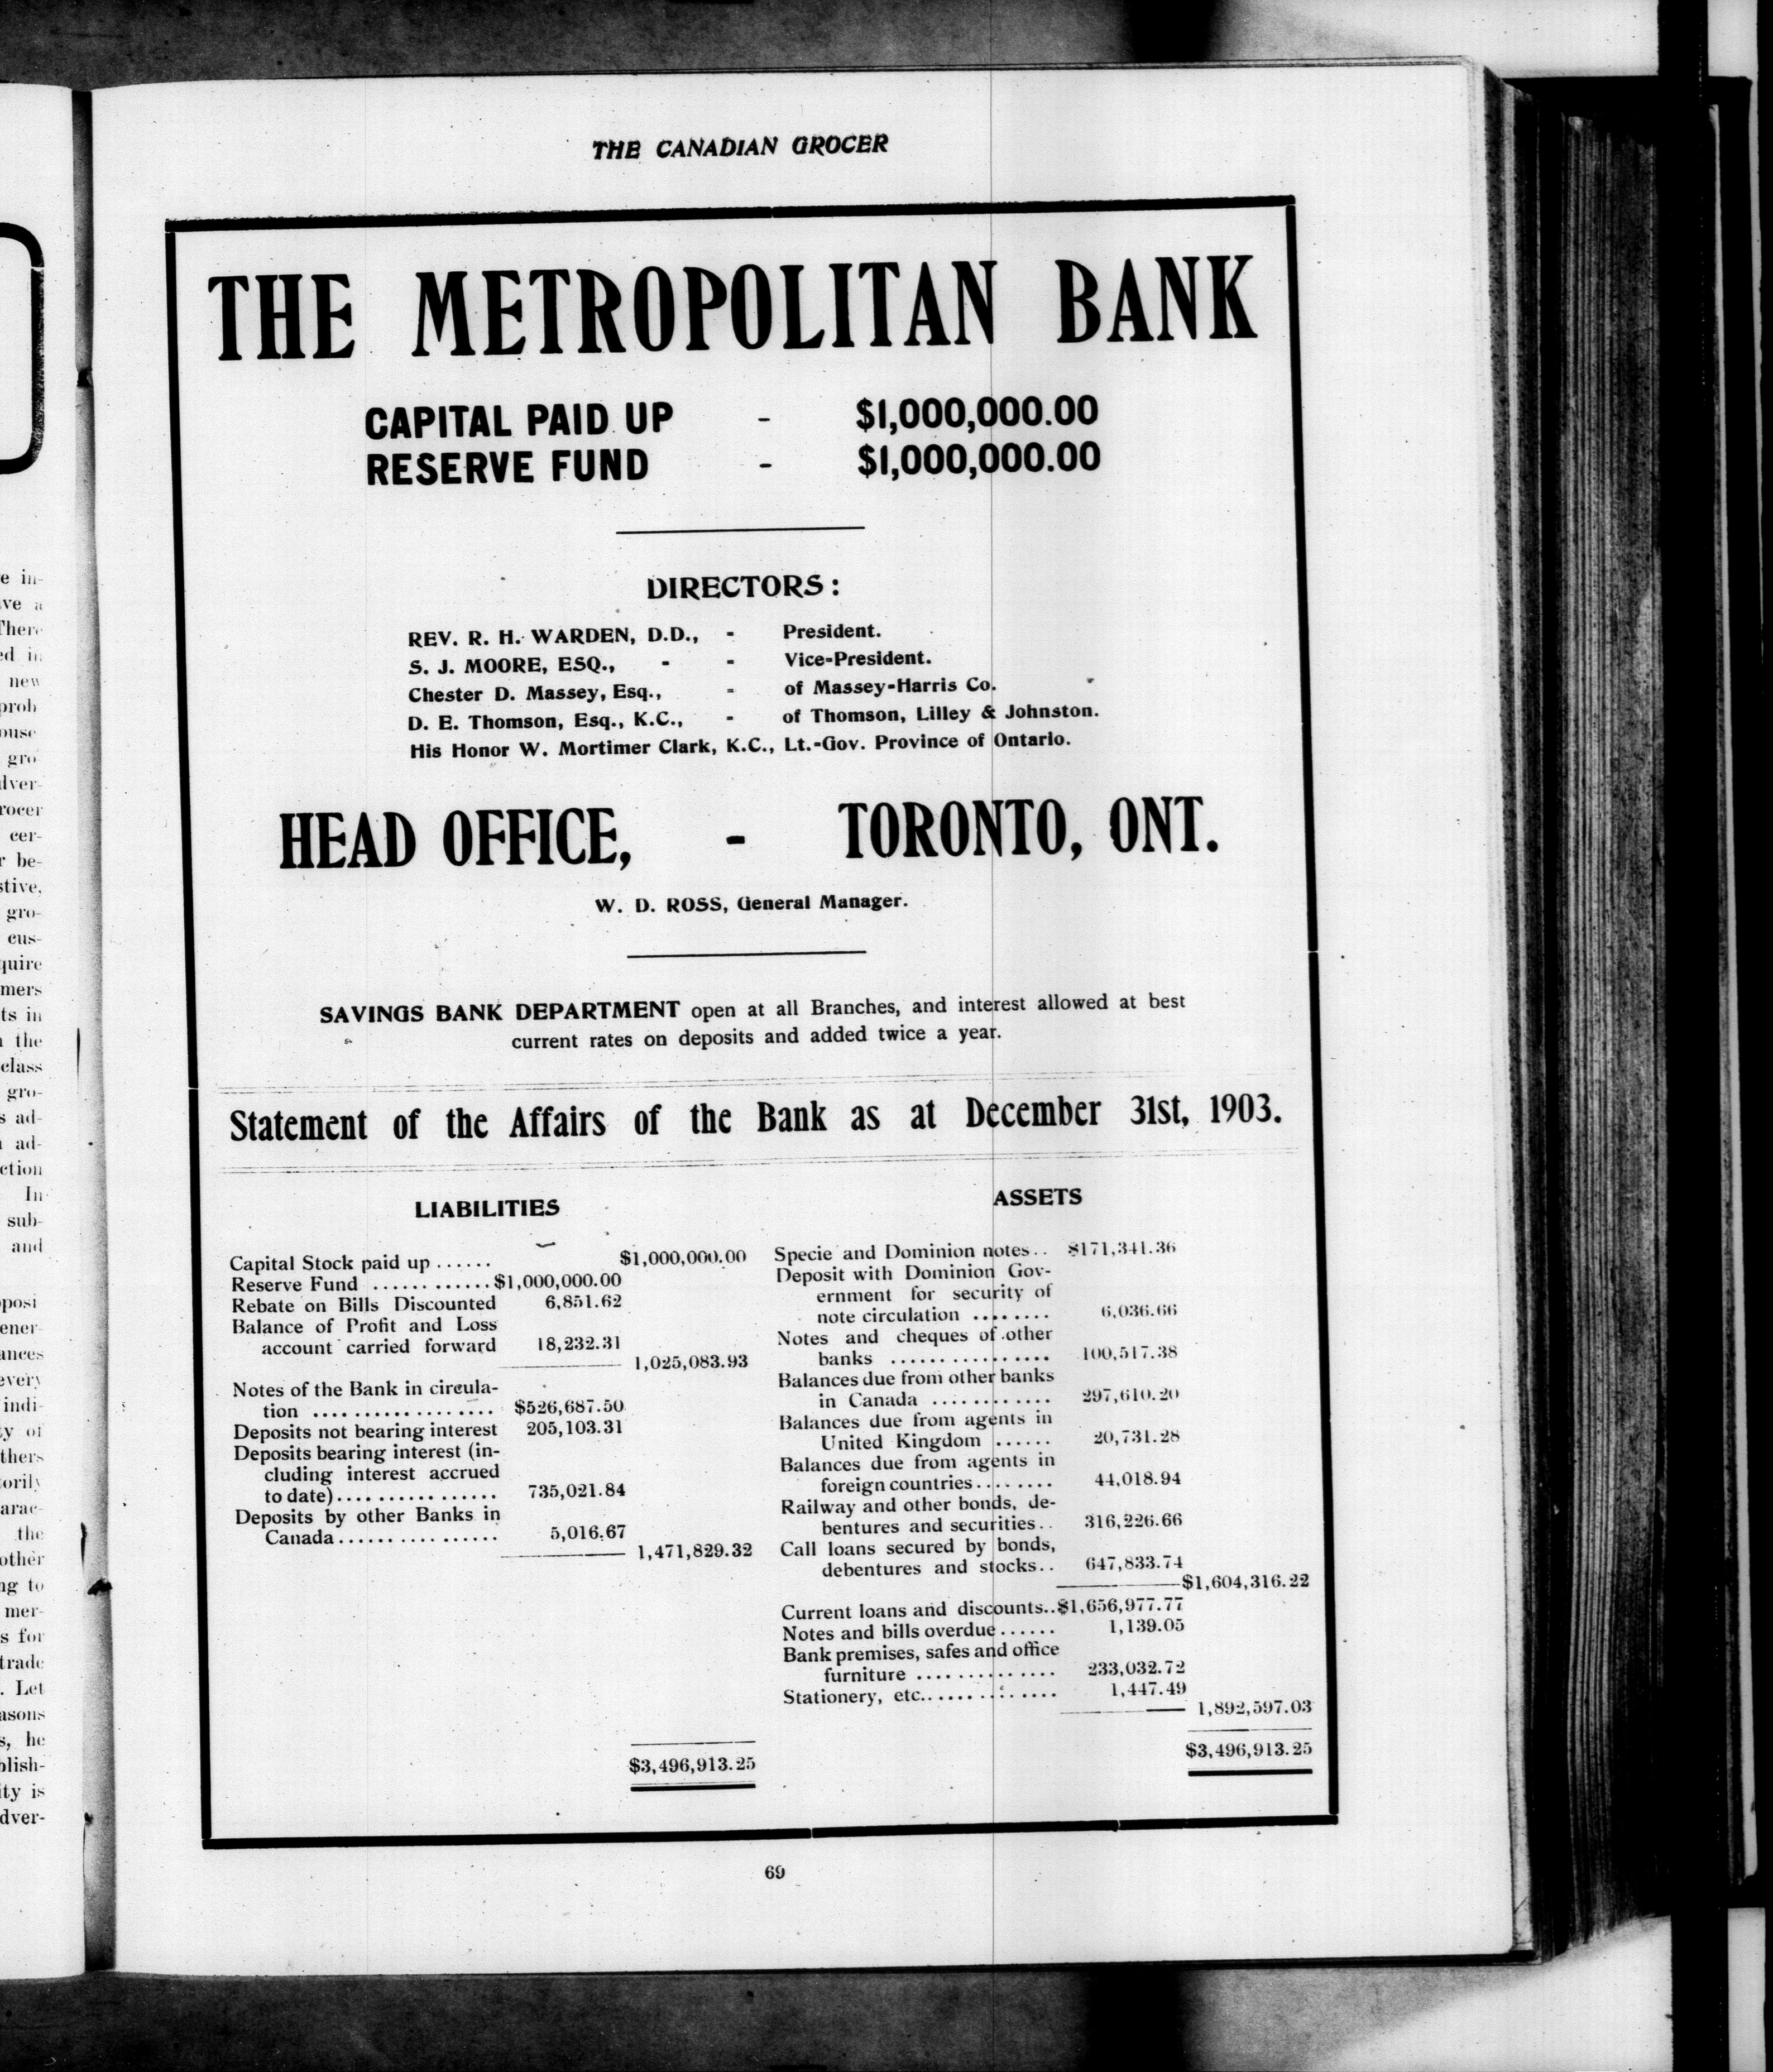 THE CANADIAN GROCER
THE METROPOLITAN BANK
CAPITAL PAID UP - $1,000,000.00
RESERVE FUND - $1,000,000.00
DIRECTORS:
REV. R. H. WARDEN, D.D., - President.
S. J. MOORE, ESQ., - - Vice-President.
Chester D. Massey, Esq., - of Massey-Harris Co.
D. E. Thomson, Esq., K.C., - of Thomson, Lilley & Johnston.
His Honor W. Mortimer Clark, K.C., Lt.-Gov. Province of Ontario.
HEAD OFFICE, - TORONTO, ONT.
W. D. ROSS, General Manager.
SAVINGS BANK DEPARTMENT open at all Branches, and interest allowed at best
current rates on deposits and added twice a year.
Statement of the Affairs of the Bank as at December 31st, 1903.
LIABILITIES
Capital Stock paid up ...... $1,000,000.00
Reserve Fund ............ $1,000,000.00
Rebate on Bills Discounted 6,851.62
Balance of Profit and Loss
account carried forward 18,232.31
1,025,083.93
Notes of the Bank in circula-
tion .................. $526,687.50
Deposits not bearing interest 205,103.31
Deposits bearing interest (in-
cluding interest accrued
to date)................ 735,021.84
Deposits by other Banks in
Canada................ 5,016.67
1,471,829.32
$3,496,913.25
ASSETS
Specie and Dominion notes.. $171,341.36
Deposit with Dominion Gov-
ernment for security of
note circulation ........ 6,036.66
Notes and cheques of other
banks ................ 100,517.38
Balances due from other banks
in Canada ............ 297,610.20
Balances due from agents in
United Kingdom ...... 20,731.28
Balances due from agents in
foreign countries........ 44,018.94
Railway and other bonds, de-
bentures and securities.. 316,226.66
Call loans secured by bonds,
debentures and stocks.. 647,833.74
$1,604,316.22
Current loans and discounts..$1,656,977.77
Notes and bills overdue...... 1,139.05
Bank premises, safes and office
furniture .............. 233,032.72
Stationery, etc.............. 1,447.49
1,892,597.03
$3,496,913.25
69